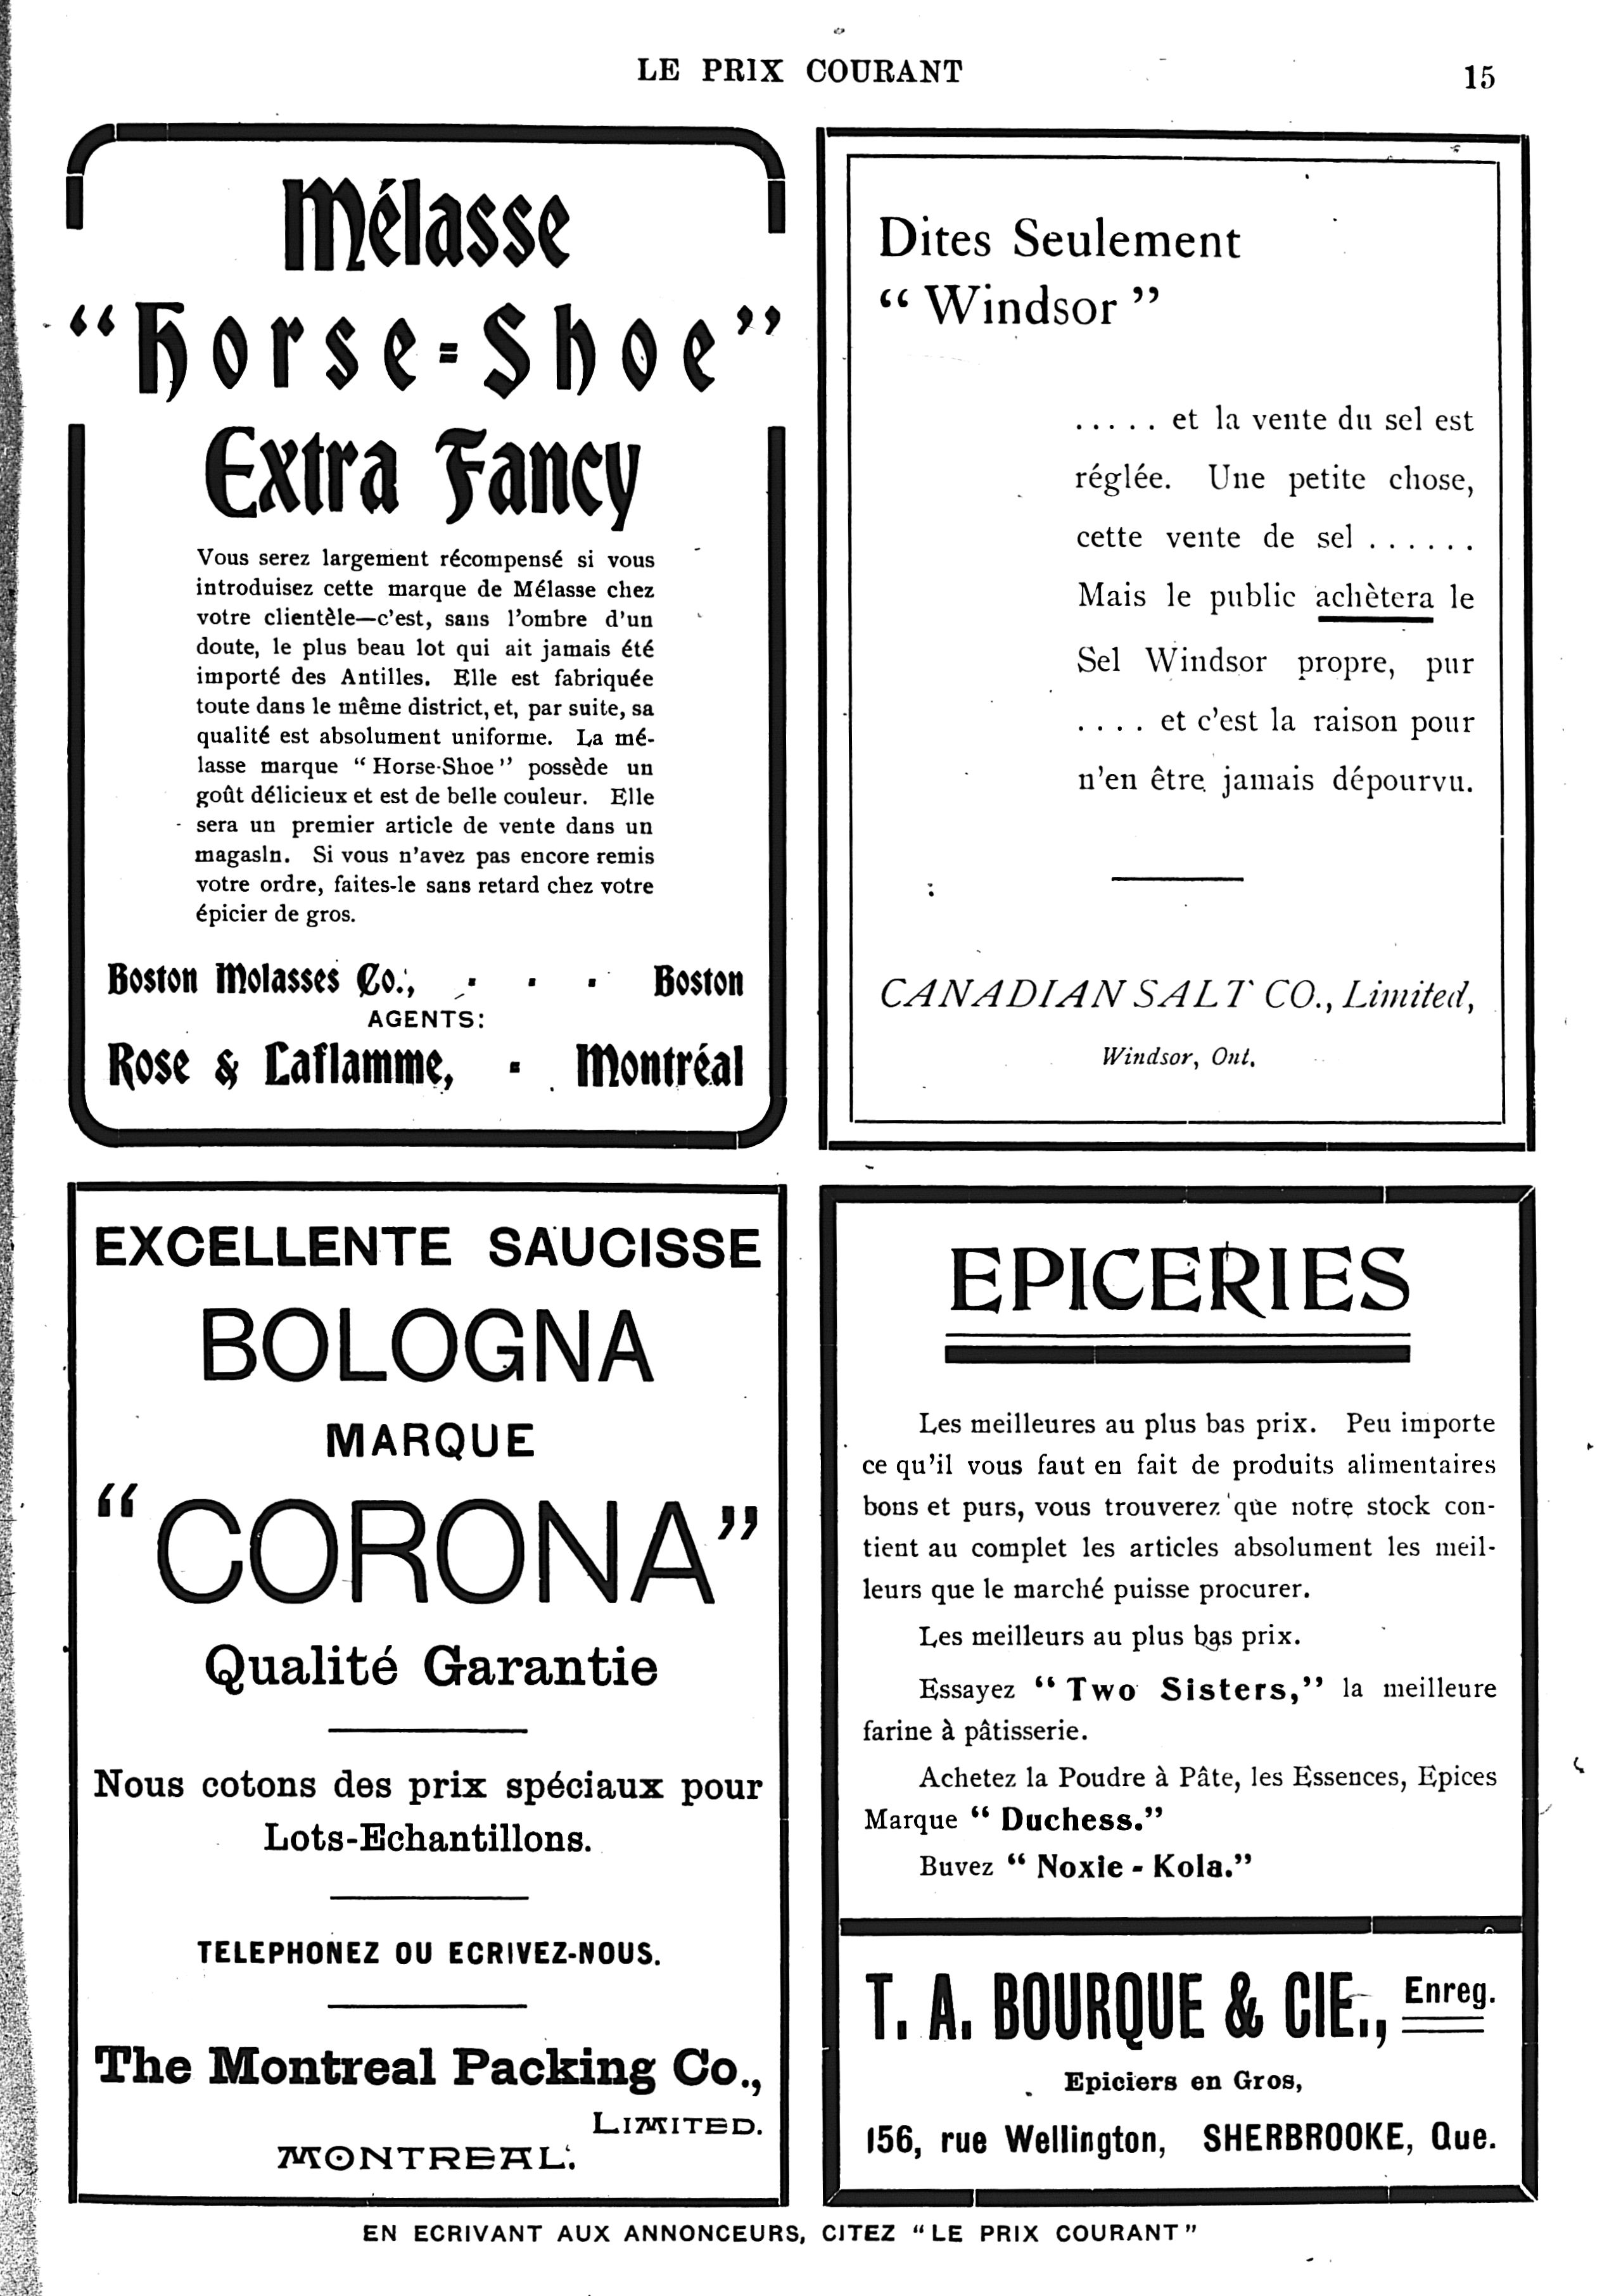 LE PRIX COURANT
15
Mélasse
“Horse=Shoe”
Extra Fancy
Vous serez largement récompensé si vous
introduisez cette marque de Mélasse chez
votre clientèle—c’est, sans l’ombre d’un
doute, le plus beau lot qui ait jamais été
importé des Antilles. Elle est fabriquée
toute dans le même district, et, par suite, sa
qualité est absolument uniforme. La mé-
lasse marque “Horse-Shoe” possède un
goût délicieux et est de belle couleur. Elle
sera un premier article de vente dans un
magasin. Si vous n’avez pas encore remis
votre ordre, faites-le sans retard chez votre
épicier de gros.
Boston Molasses Co., . . . Boston
AGENTS:
Rose & Laflamme, - Montréal
Dites Seulement
“Windsor”
..... et la vente du sel est
réglée. Une petite chose,
cette vente de sel ......
Mais le public achètera le
Sel Windsor propre, pur
.... et c’est la raison pour
n’en être jamais dépourvu.
CANADIAN SALT CO., Limited,
Windsor, Ont.
EXCELLENTE SAUCISSE
BOLOGNA
MARQUE
“CORONA”
Qualité Garantie
Nous cotons des prix spéciaux pour
Lots-Echantillons.
TELEPHONEZ OU ECRIVEZ-NOUS.
The Montreal Packing Co.,
LIMITED.
MONTREAL.
EPICERIES
Les meilleures au plus bas prix. Peu importe
ce qu’il vous faut en fait de produits alimentaires
bons et purs, vous trouverez que notre stock con-
tient au complet les articles absolument les meil-
leurs que le marché puisse procurer.
Les meilleurs au plus bas prix.
Essayez “Two Sisters,” la meilleure
farine à pâtisserie.
Achetez la Poudre à Pâte, les Essences, Epices
Marque “Duchess.”
Buvez “Noxie-Kola.”
T. A. BOURQUE & CIE., Enreg.
Epiciers en Gros,
156, rue Wellington, SHERBROOKE, Que.
EN ECRIVANT AUX ANNONCEURS, CITEZ “LE PRIX COURANT”